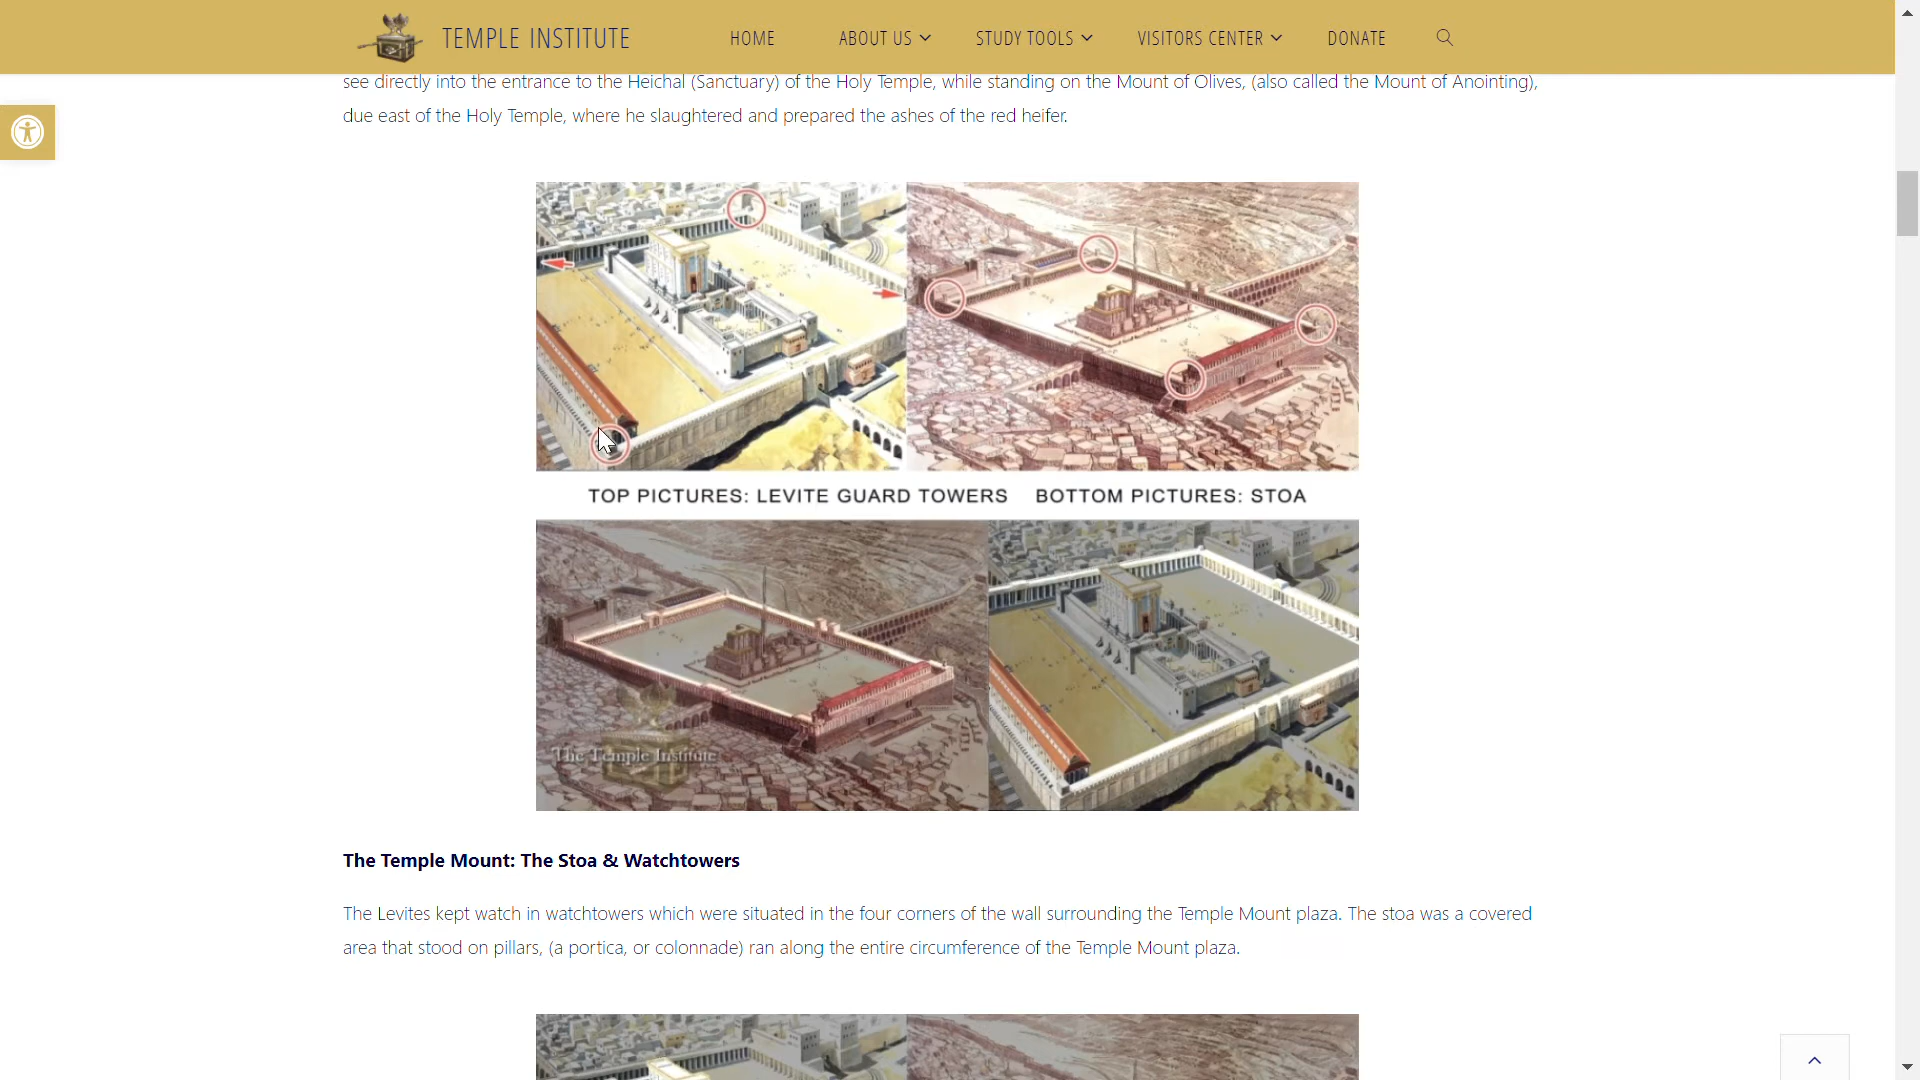 TEMPLE INSTITUTE HOME ABOUT US STUDY TOOLS VISITORS CENTER DONATE
see directly into the entrance to the Heichal (Sanctuary) of the Holy Temple, while standing on the Mount of Olives, (also called the Mount of Anointing),
due east of the Holy Temple, where he slaughtered and prepared the ashes of the red heifer.
TOP PICTURES: LEVITE GUARD TOWERS BOTTOM PICTURES: STOA
The Temple Institute
The Temple Mount: The Stoa & Watchtowers
The Levites kept watch in watchtowers which were situated in the four corners of the wall surrounding the Temple Mount plaza. The stoa was a covered
area that stood on pillars, (a portica, or colonnade) ran along the entire circumference of the Temple Mount plaza.